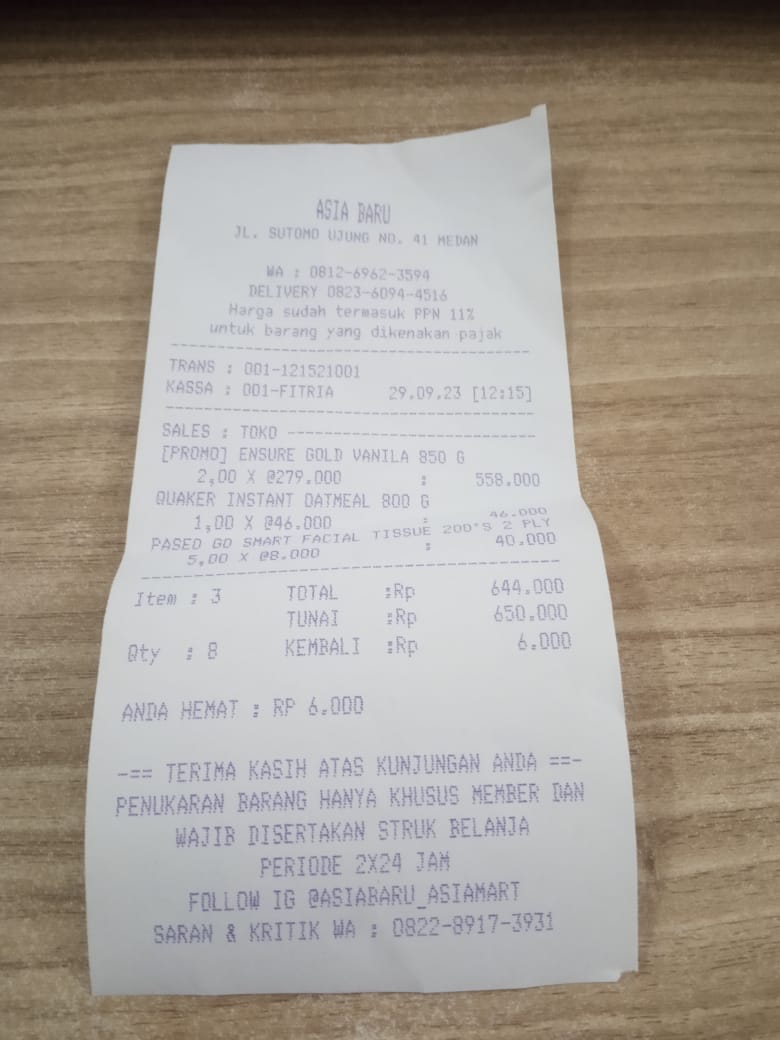 ASIA BARU
JL. SUTOMO UJUNG NO. 41 MEDAN
WA : 0812-6962-3594
DELIVERY 0823-6094-4516
Harga sudah termasuk PPN 11%
untuk barang yang dikenakan pajak
TRANS : 001-121521001
KASSA : 001-FITRIA 29.09.23 [12:15]
SALES : TOKO
[PROMO] ENSURE GOLD VANILA 850 G
2,00 X @279.000 : 558.000
QUAKER INSTANT OATMEAL 800 G
1,00 X @46.000 : 46.000
PASEO GO SMART FACIAL TISSUE 200'S 2 PLY
5,00 X @8.000 : 40.000
Item : 3 TOTAL :Rp 644.000
TUNAI :Rp 650.000
Qty : 8 KEMBALI :Rp 6.000
ANDA HEMAT : RP 6.000
-== TERIMA KASIH ATAS KUNJUNGAN ANDA ==-
PENUKARAN BARANG HANYA KHUSUS MEMBER DAN
WAJIB DISERTAKAN STRUK BELANJA
PERIODE 2X24 JAM
FOLLOW IG @ASIABARU_ASIAMART
SARAN & KRITIK WA : 0822-8917-3931